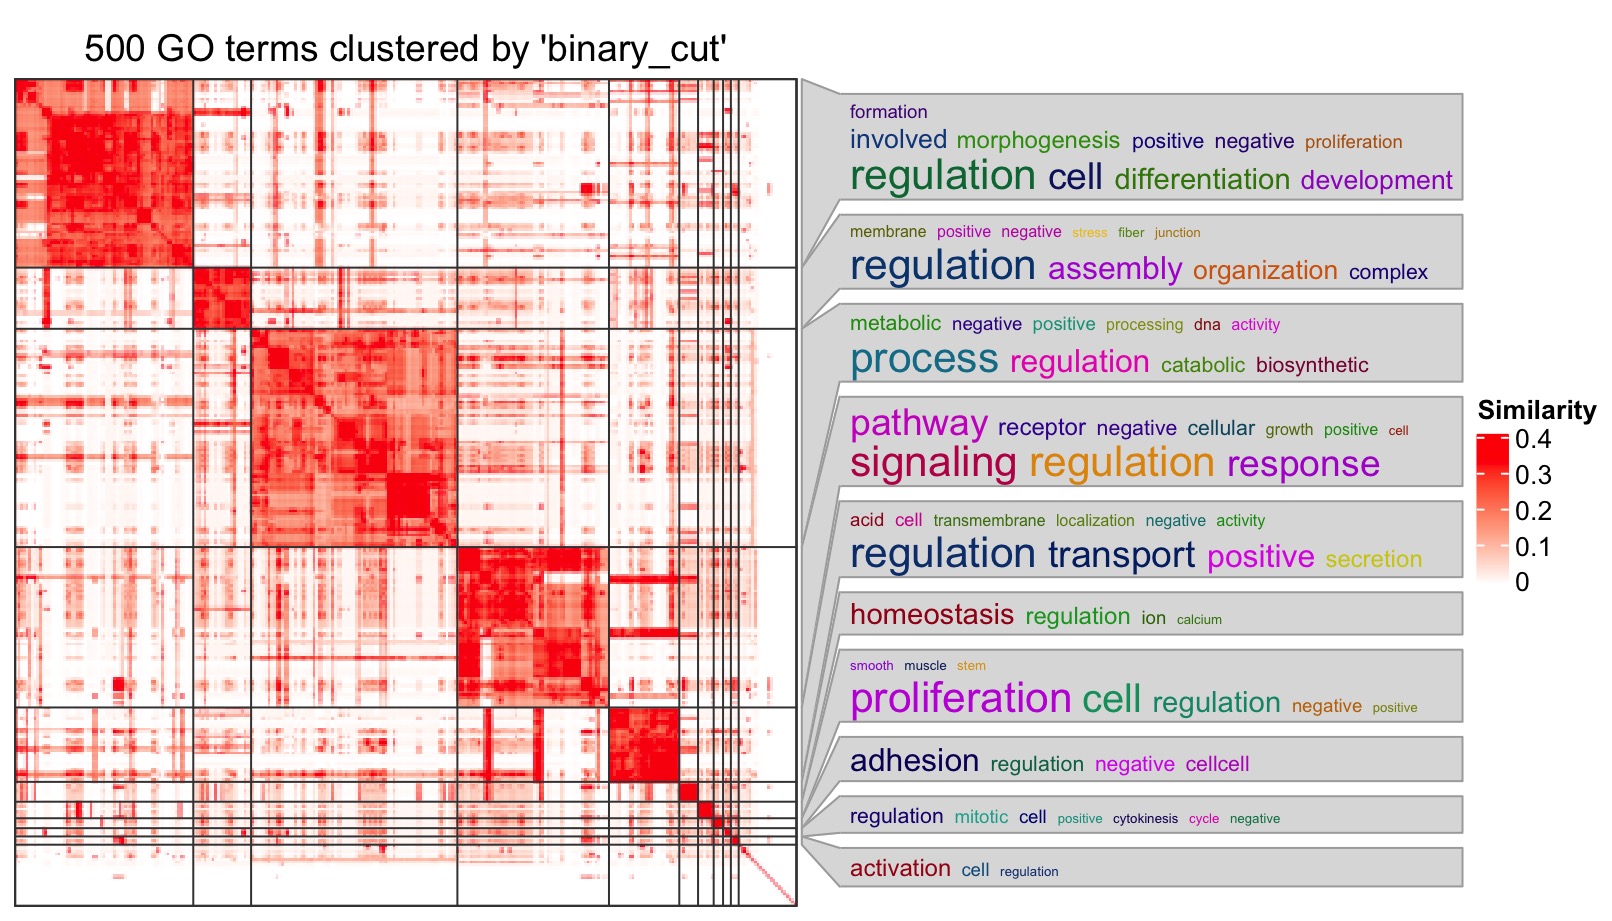 500 GO terms clustered by 'binary_cut'
formation
involved morphogenesis positive negative proliferation
regulation cell differentiation development
membrane positive negative stress fiber junction
regulation assembly organization complex
metabolic negative positive processing dna activity
process regulation catabolic biosynthetic
pathway receptor negative cellular growth positive cell
signaling regulation response
acid cell transmembrane localization negative activity
regulation transport positive secretion
homeostasis regulation ion calcium
smooth muscle stem
proliferation cell regulation negative positive
adhesion regulation negative cellcell
regulation mitotic cell positive cytokinesis cycle negative
activation cell regulation
Similarity
0.4
0.3
0.2
0.1
0